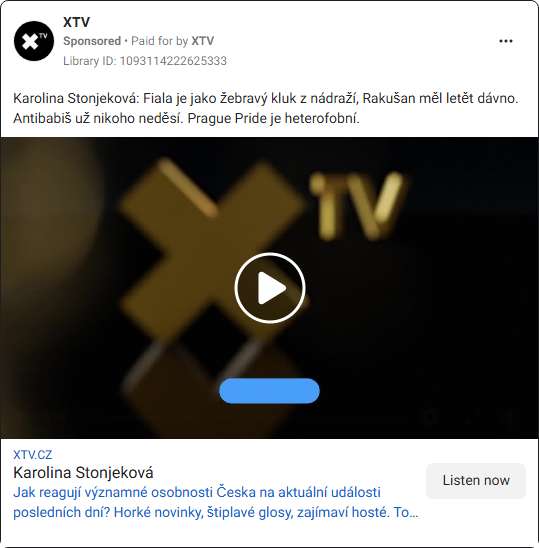 XTV
Sponsored • Paid for by XTV
Library ID: 1093114222625333
Karolina Stonjeková: Fiala je jako žebravý kluk z nádraží, Rakušan měl letět dávno.
Antibabiš už nikoho neděsí. Prague Pride je heterofobní.
XTV
XTV.CZ
Karolina Stonjeková
Jak reagují významné osobnosti Česka na aktuální události
posledních dní? Horké novinky, štiplavé glosy, zajímaví hosté. To...
Listen now